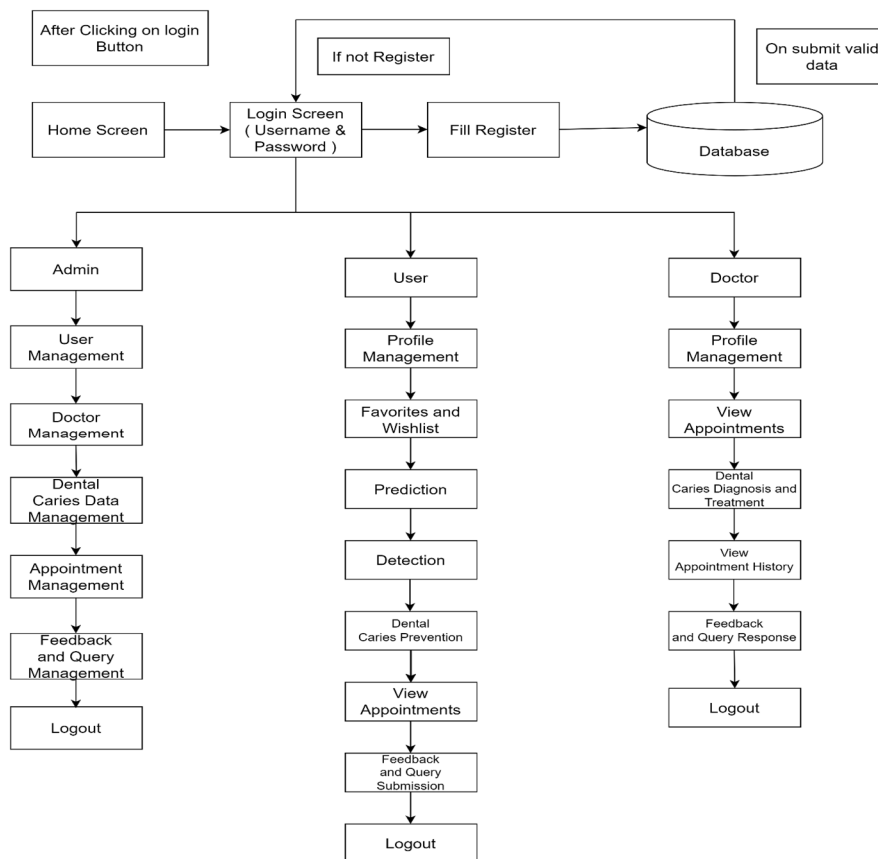 After Clicking on login
Button
If not Register
On submit valid
data
Home Screen
Login Screen
( Username &
Password )
Fill Register
Database
Admin
User
Management
Doctor
Management
Dental
Caries Data
Management
Appointment
Management
Feedback
and Query
Management
Logout
User
Profile
Management
Favorites and
Wishlist
Prediction
Detection
Dental
Caries Prevention
View
Appointments
Feedback
and Query
Submission
Logout
Doctor
Profile
Management
View
Appointments
Dental
Caries Diagnosis and
Treatment
View
Appointment History
Feedback
and Query Response
Logout